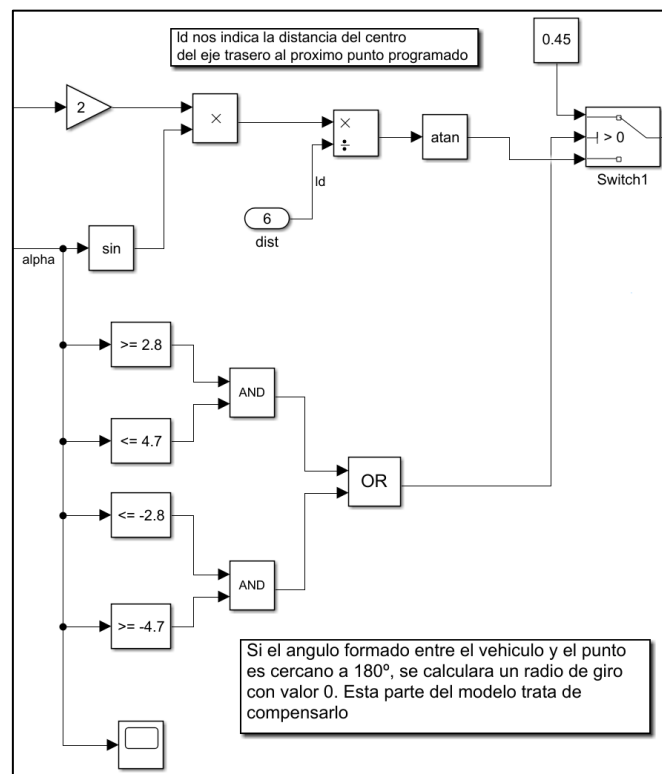 ld nos indica la distancia del centro
del eje trasero al proximo punto programado
0.45
2
×
×
÷
atan
> 0
Switch1
ld
6
dist
sin
alpha
>= 2.8
AND
<= 4.7
OR
<= -2.8
AND
>= -4.7
Si el angulo formado entre el vehiculo y el punto
es cercano a 180º, se calculara un radio de giro
con valor 0. Esta parte del modelo trata de
compensarlo